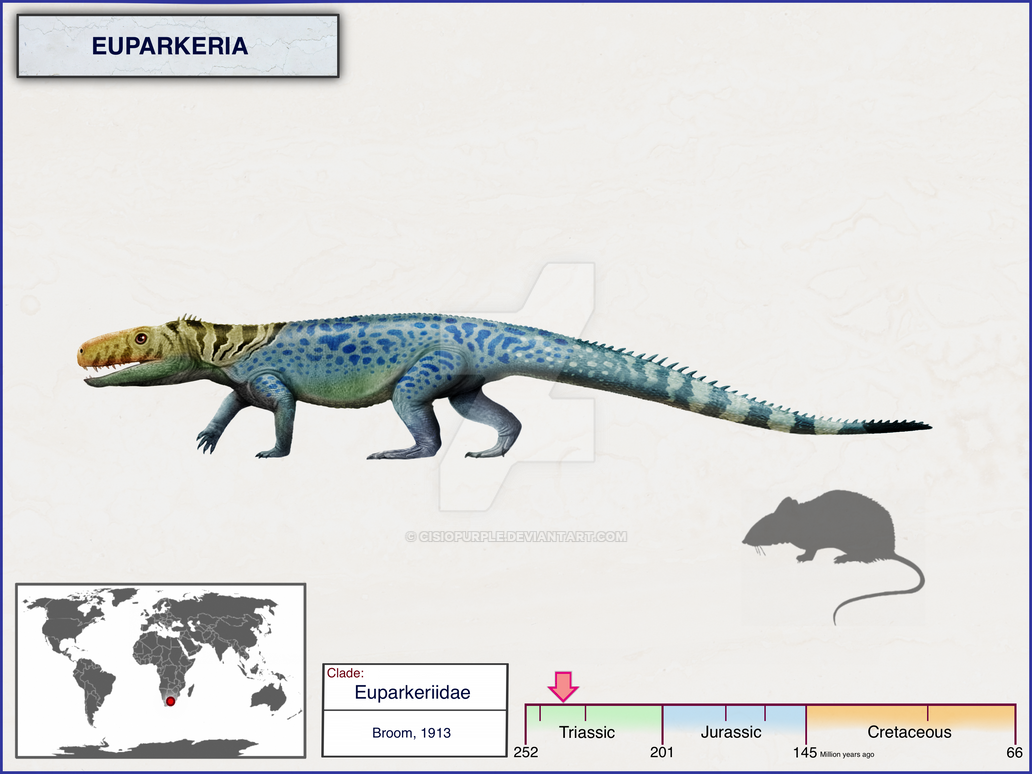 EUPARKERIA
© CISIOPURPLE.DEVIANTART.COM
Clade:
Euparkeriidae
Broom, 1913
Triassic Jurassic Cretaceous
252 201 145 Million years ago 66